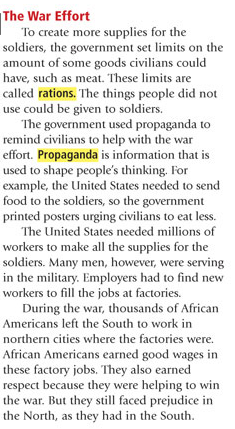 The War Effort
To create more supplies for the
soldiers, the government set limits on the
amount of some goods civilians could
have, such as meat. These limits are
called rations. The things people did not
use could be given to soldiers.
The government used propaganda to
remind civilians to help with the war
effort. Propaganda is information that is
used to shape people's thinking. For
example, the United States needed to send
food to the soldiers, so the government
printed posters urging civilians to eat less.
The United States needed millions of
workers to make all the supplies for the
soldiers. Many men, however, were serving
in the military. Employers had to find new
workers to fill the jobs at factories.
During the war, thousands of African
Americans left the South to work in
northern cities where the factories were.
African Americans earned good wages in
these factory jobs. They also earned
respect because they were helping to win
the war. But they still faced prejudice in
the North, as they had in the South.